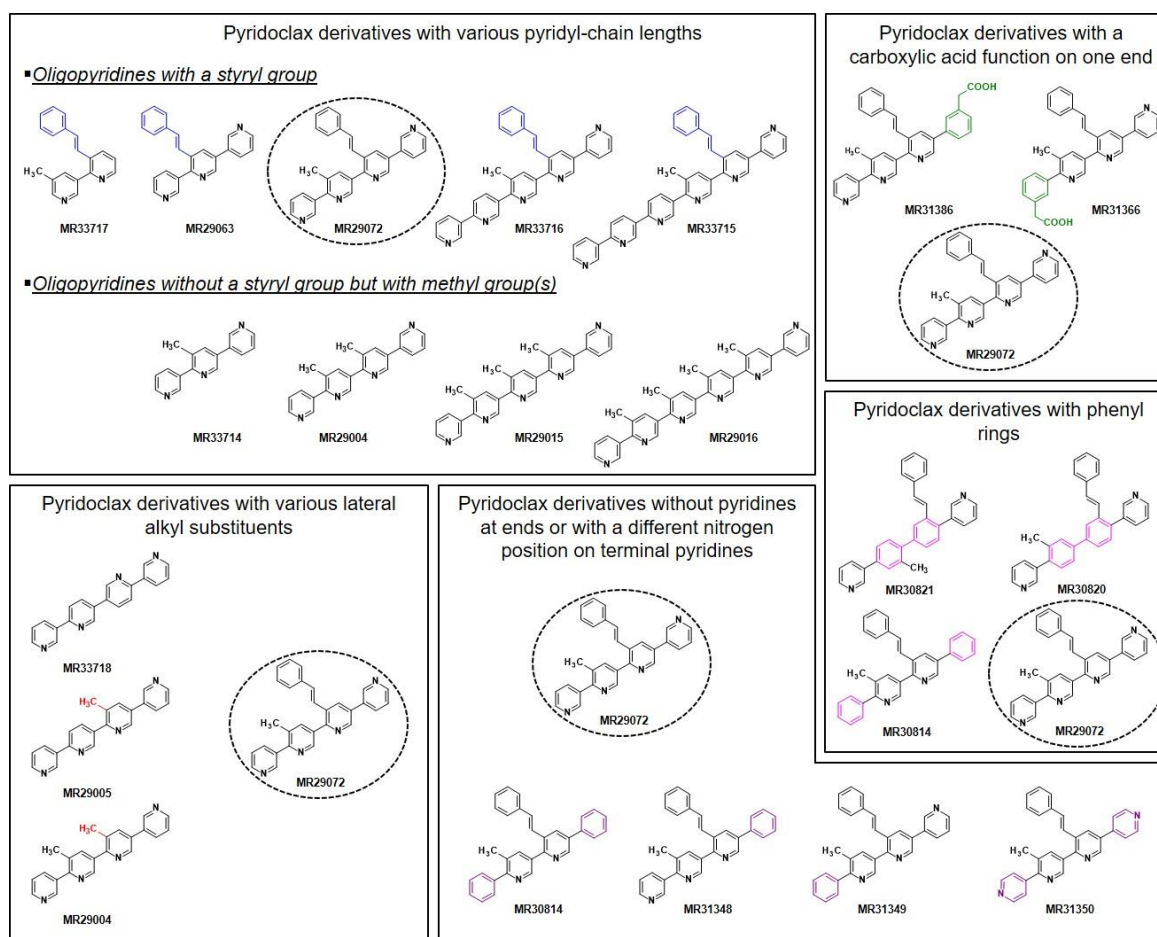 Pyridoclax derivatives with various pyridyl-chain lengths
▪Oligopyridines with a styryl group
H₃C
N
N
MR33717
N
N
N
MR29063
N
H₃C
N
N
N
MR29072
N
H₃C
N
N
N
N
MR33716
N
H₃C
N
N
N
N
N
MR33715
▪Oligopyridines without a styryl group but with methyl group(s)
N
H₃C
N
N
MR33714
N
H₃C
H₃C
N
N
N
MR29004
N
H₃C
H₃C
H₃C
N
N
N
N
MR29015
N
H₃C
H₃C
H₃C
H₃C
N
N
N
N
N
MR29016
Pyridoclax derivatives with a
carboxylic acid function on one end
COOH
H₃C
N
N
N
MR31386
N
H₃C
N
N
COOH
MR31366
N
H₃C
N
N
N
MR29072
Pyridoclax derivatives with various lateral
alkyl substituents
N
N
N
N
MR33718
N
H₃C
N
N
N
MR29005
N
H₃C
H₃C
N
N
N
MR29004
N
H₃C
N
N
N
MR29072
Pyridoclax derivatives without pyridines
at ends or with a different nitrogen
position on terminal pyridines
N
H₃C
N
N
N
MR29072
H₃C
N
N
MR30814
H₃C
N
N
N
MR31348
N
H₃C
N
N
MR31349
N
H₃C
N
N
N
MR31350
Pyridoclax derivatives with phenyl
rings
N
CH₃
N
MR30821
N
H₃C
N
MR30820
H₃C
N
N
MR30814
N
H₃C
N
N
N
MR29072